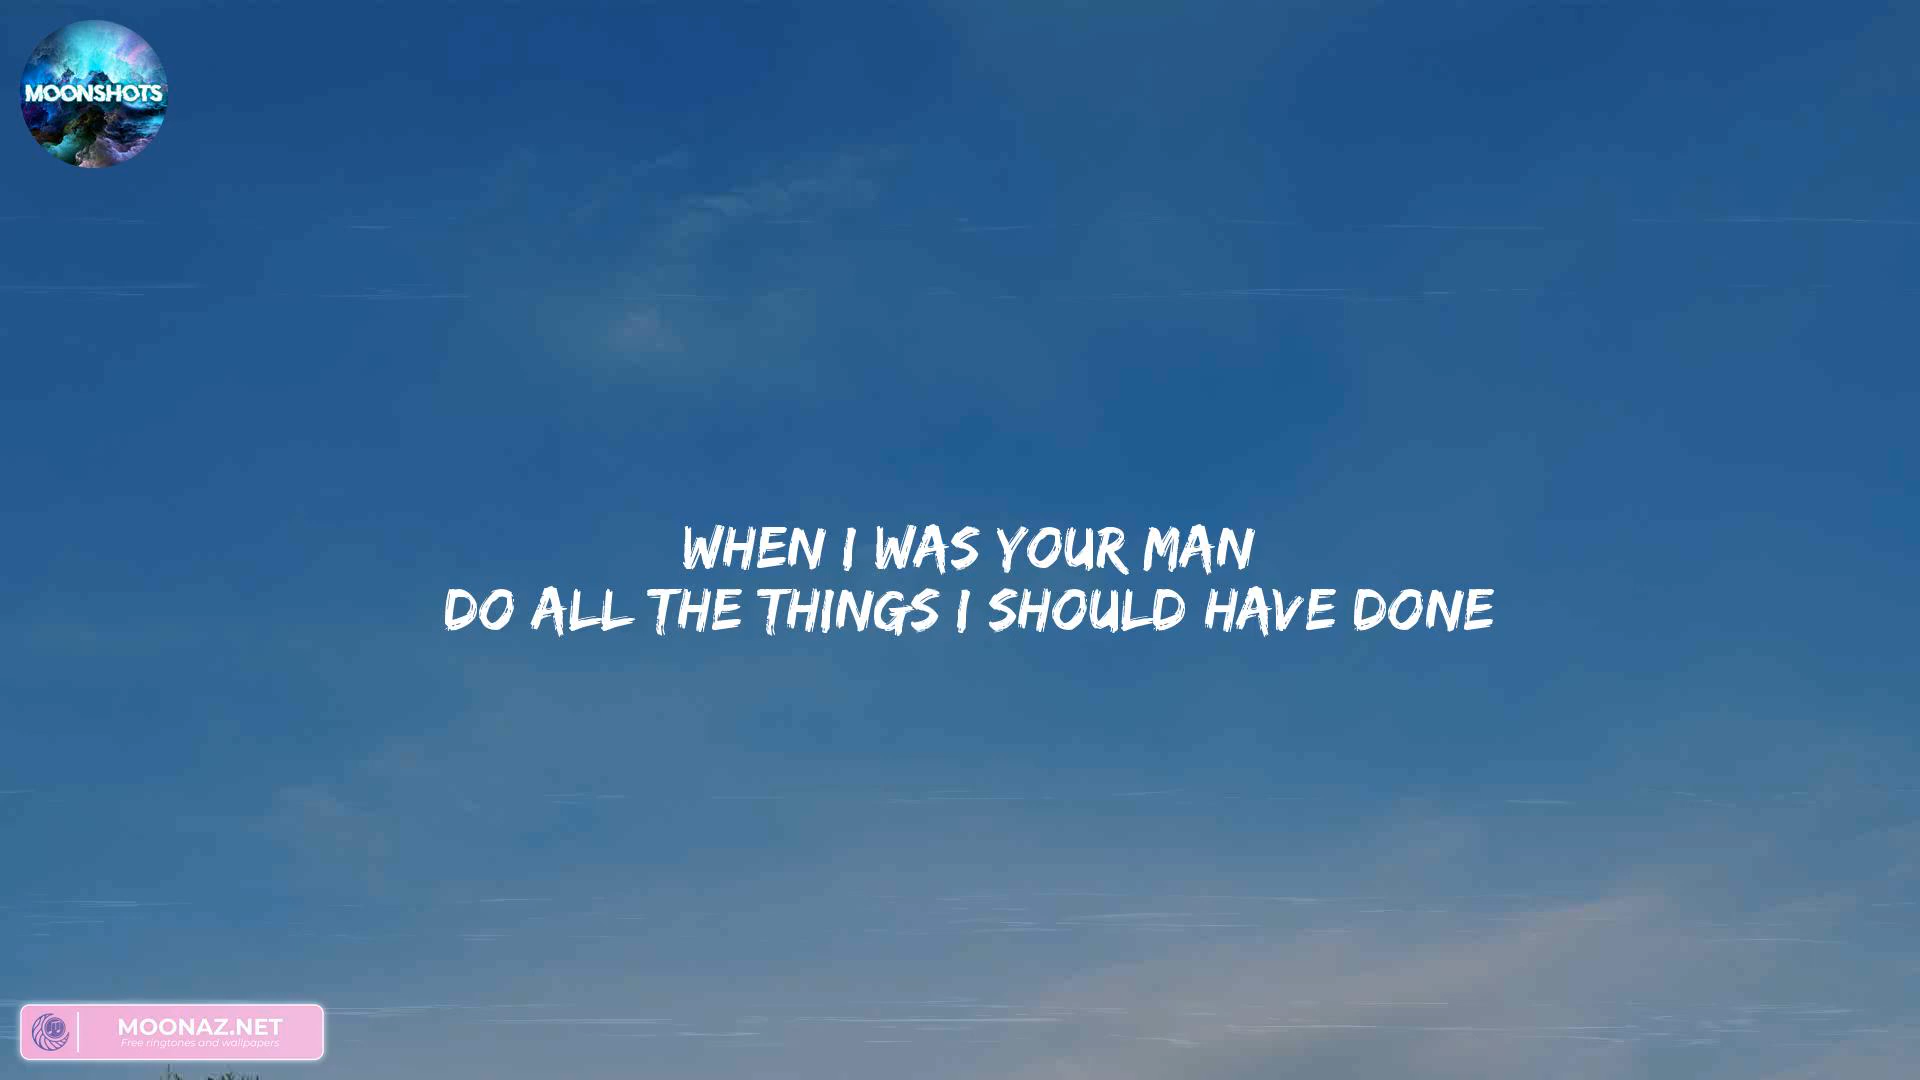 MOONSHOTS
WHEN I WAS YOUR MAN
DO ALL THE THINGS I SHOULD HAVE DONE
MOONAZ.NET
Free ringtones and wallpapers